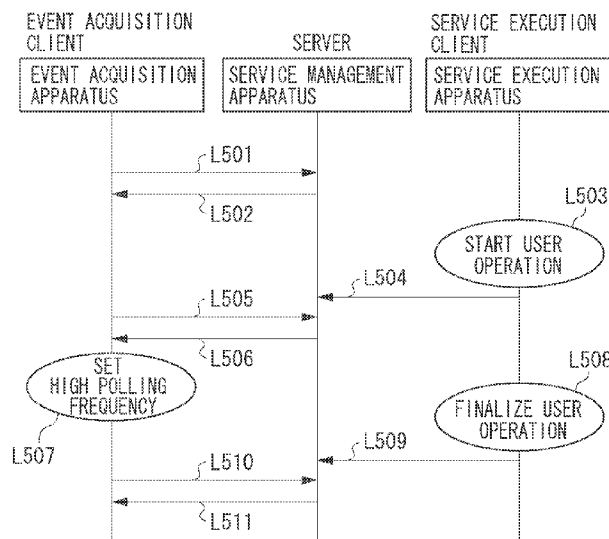 EVENT ACQUISITION
CLIENT
SERVER
SERVICE EXECUTION
CLIENT
EVENT ACQUISITION
APPARATUS
SERVICE MANAGEMENT
APPARATUS
SERVICE EXECUTION
APPARATUS
L501
L502
L503
START USER
OPERATION
L504
L505
L506
SET
HIGH POLLING
FREQUENCY
L507
L508
FINALIZE USER
OPERATION
L509
L510
L511